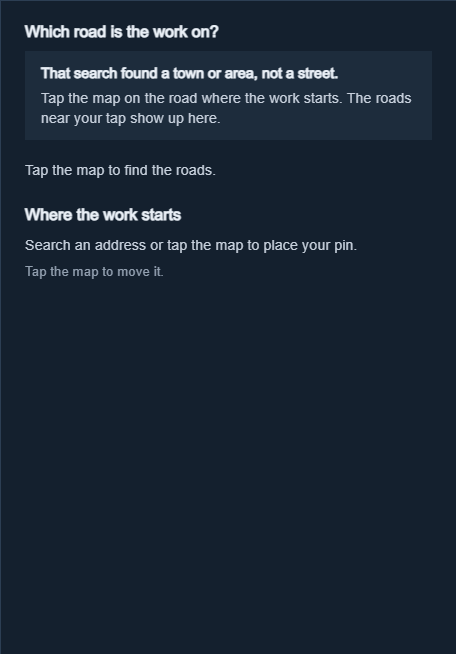 Which road is the work on?
That search found a town or area, not a street.
Tap the map on the road where the work starts. The roads
near your tap show up here.
Tap the map to find the roads.
Where the work starts
Search an address or tap the map to place your pin.
Tap the map to move it.